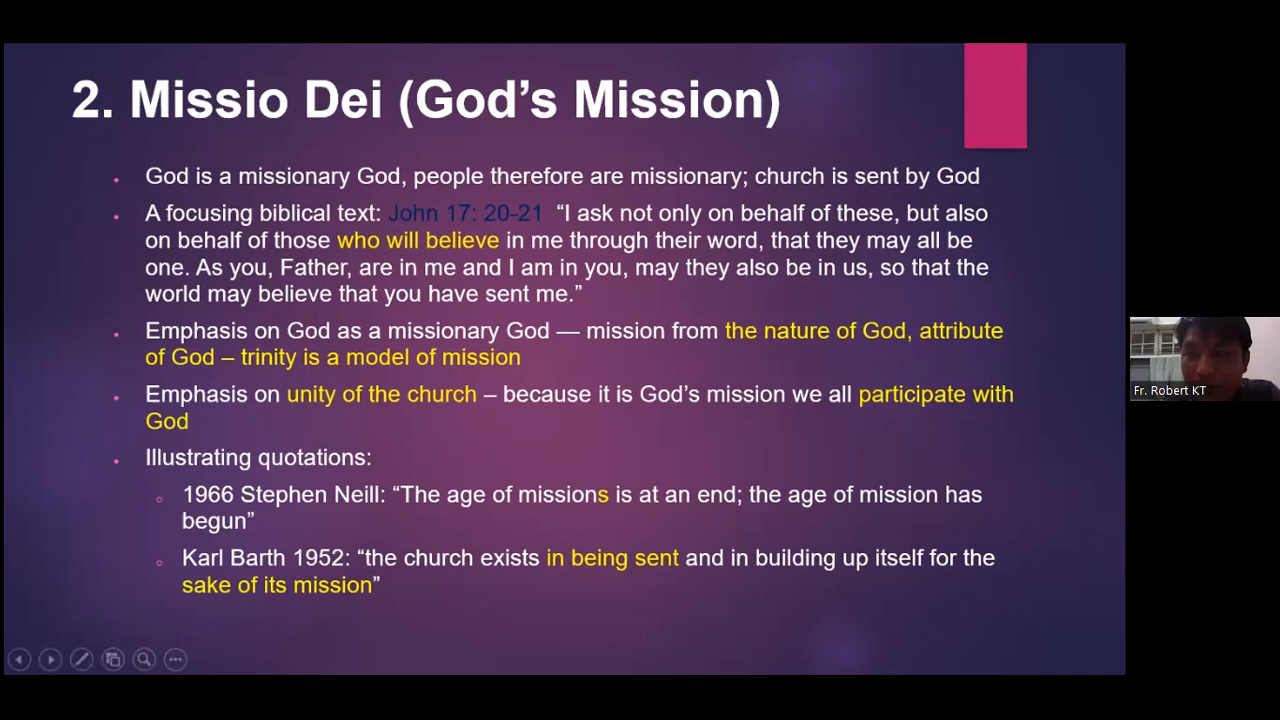 2. Missio Dei (God’s Mission)
God is a missionary God, people therefore are missionary; church is sent by God
A focusing biblical text: John 17: 20-21 “I ask not only on behalf of these, but also
on behalf of those who will believe in me through their word, that they may all be
one. As you, Father, are in me and I am in you, may they also be in us, so that the
world may believe that you have sent me.”
Emphasis on God as a missionary God — mission from the nature of God, attribute
of God – trinity is a model of mission
Emphasis on unity of the church – because it is God’s mission we all participate with
God
Illustrating quotations:
1966 Stephen Neill: “The age of missions is at an end; the age of mission has
begun”
Karl Barth 1952: “the church exists in being sent and in building up itself for the
sake of its mission”
Fr. Robert KT